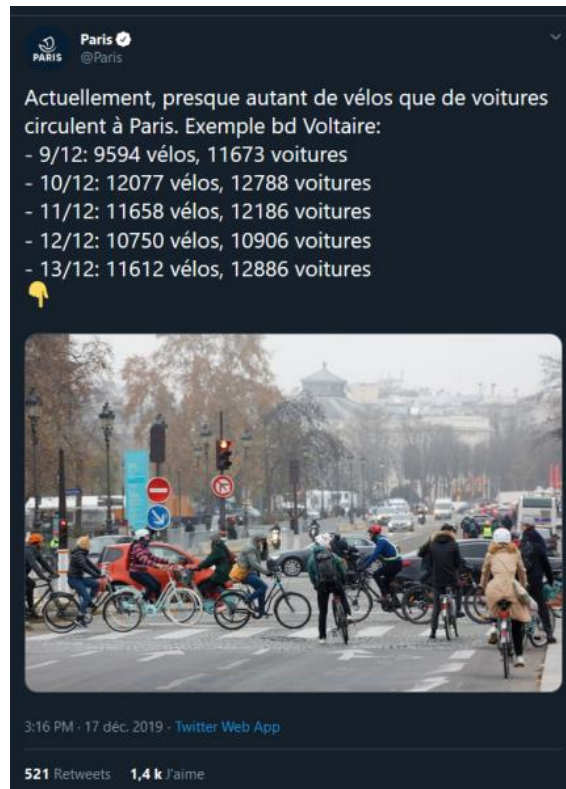 Paris
PARIS
@Paris
Actuellement, presque autant de vélos que de voitures
circulent à Paris. Exemple bd Voltaire:
- 9/12: 9594 vélos, 11673 voitures
- 10/12: 12077 vélos, 12788 voitures
- 11/12: 11658 vélos, 12186 voitures
- 12/12: 10750 vélos, 10906 voitures
- 13/12: 11612 vélos, 12886 voitures
3:16 PM · 17 déc. 2019 · Twitter Web App
521 Retweets 1,4 k J'aime